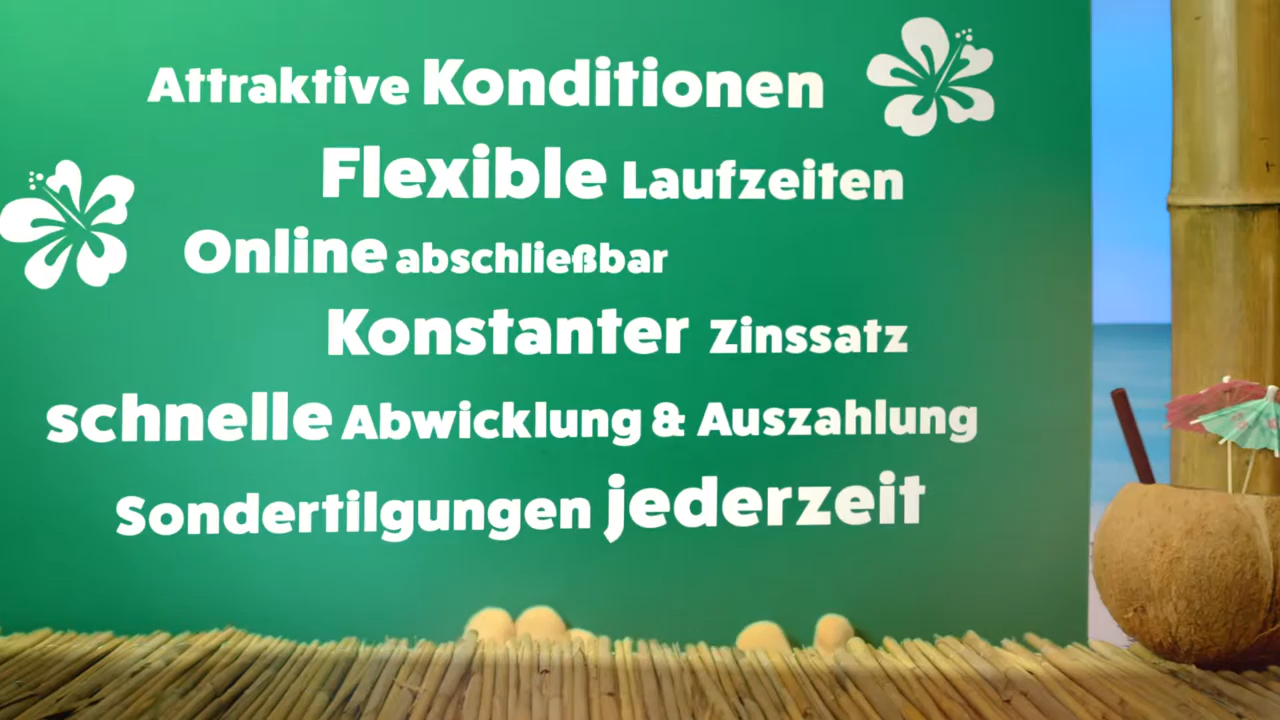 Attraktive Konditionen
Flexible Laufzeiten
Online abschließbar
Konstanter Zinssatz
schnelle Abwicklung & Auszahlung
Sondertilgungen jederzeit